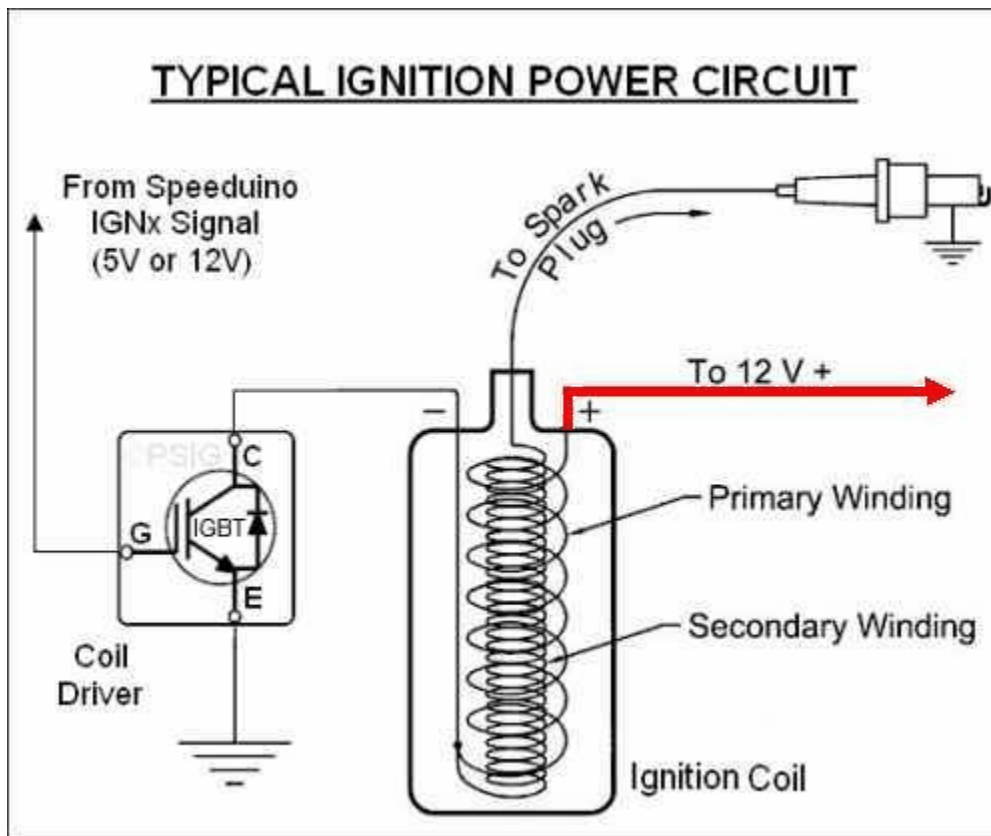 TYPICAL IGNITION POWER CIRCUIT
From Speeduino
IGNx Signal
(5V or 12V)
To Spark
Plug
To 12 V +
−
+
©PSIG
C
G
IGBT
E
Primary Winding
Secondary Winding
Coil
Driver
Ignition Coil